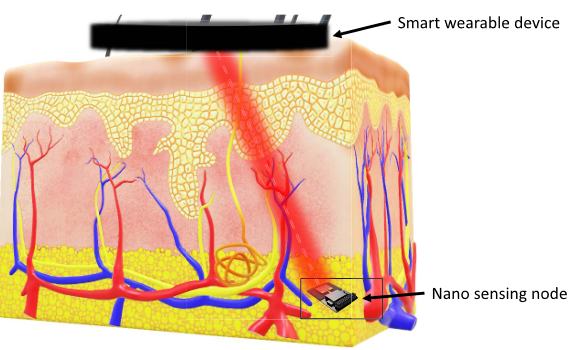 Smart wearable device
Nano sensing node